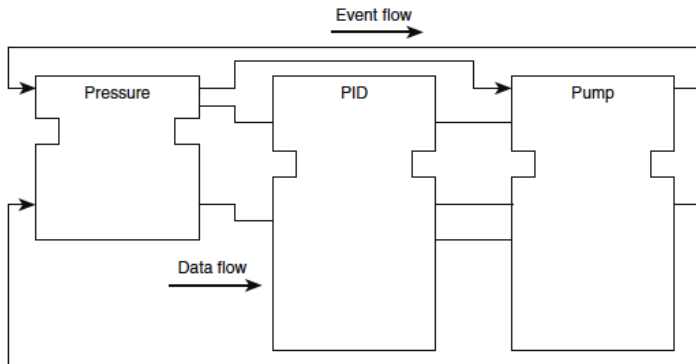 Event flow
Pressure
PID
Pump
Data flow